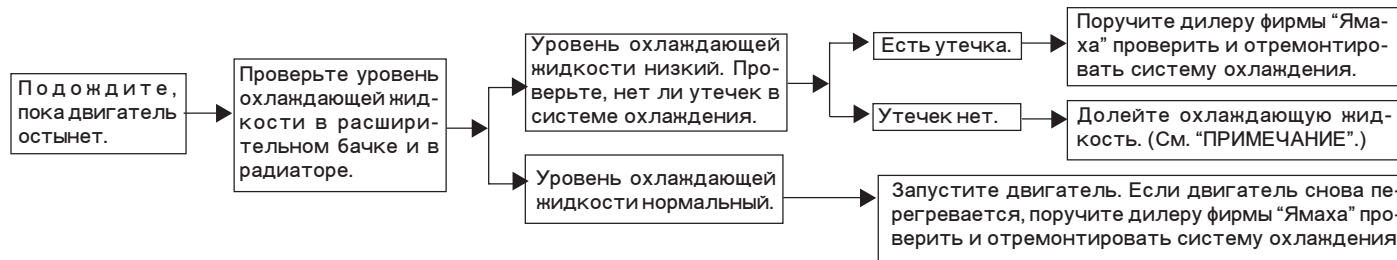 Подождите,
пока двигатель
остынет.
Проверьте уровень
охлаждающей жид-
кости в расшири-
тельном бачке и в
радиаторе.
Уровень охлаждающей
жидкости низкий. Про-
верьте, нет ли утечек в
системе охлаждения.
Есть утечка.
Поручите дилеру фирмы “Яма-
ха” проверить и отремонтиро-
вать систему охлаждения.
Утечек нет.
Долейте охлаждающую жид-
кость. (См. “ПРИМЕЧАНИЕ”.)
Уровень охлаждающей
жидкости нормальный.
Запустите двигатель. Если двигатель снова пе-
регревается, поручите дилеру фирмы “Ямаха” про-
верить и отремонтировать систему охлаждения